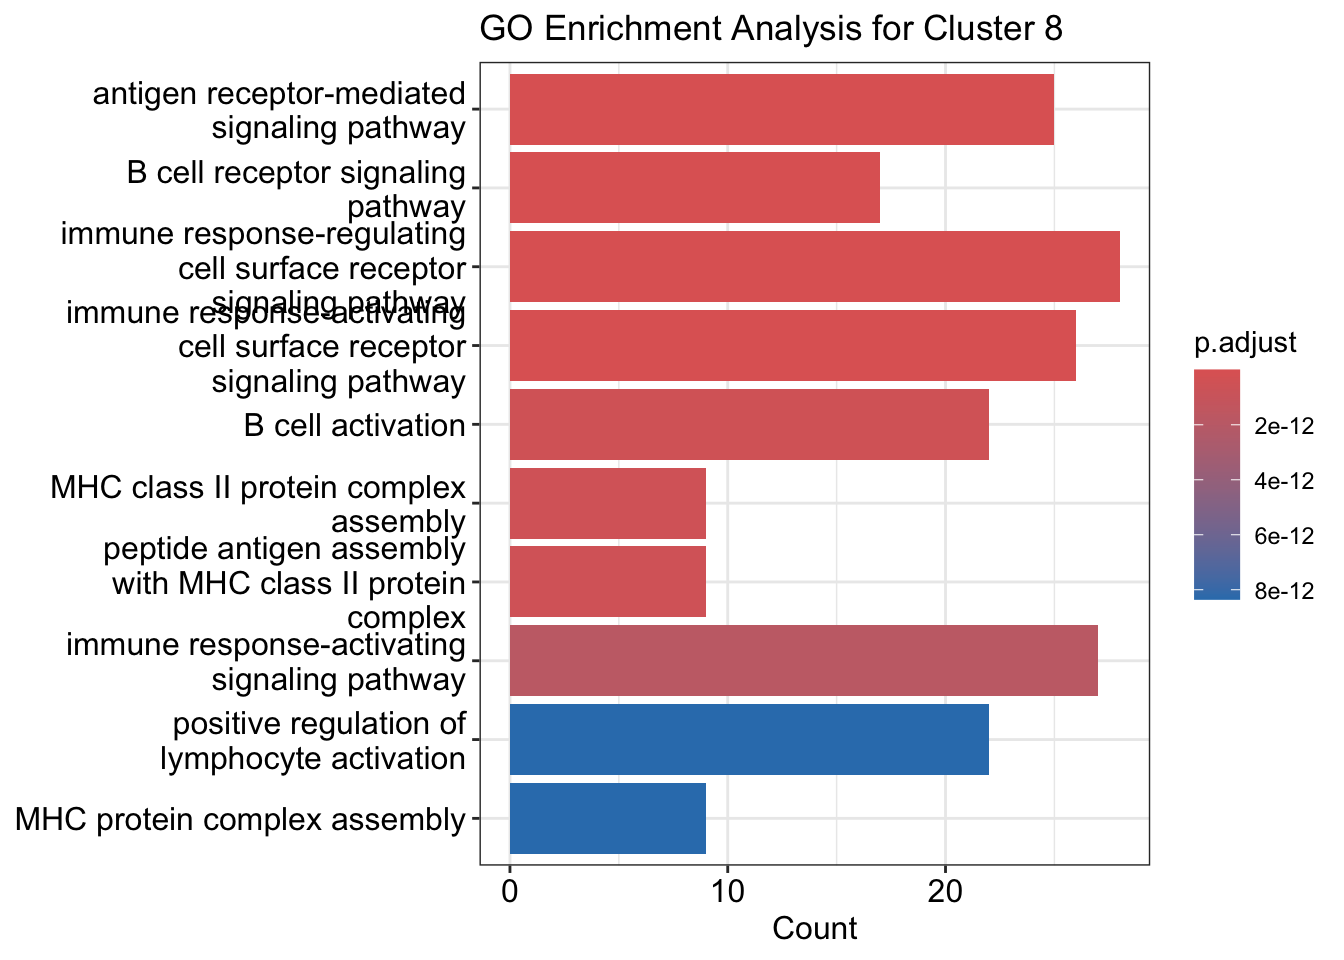 GO Enrichment Analysis for Cluster 8
antigen receptor-mediated
signaling pathway
B cell receptor signaling
pathway
immune response-regulating
cell surface receptor
signaling pathway
immune response-activating
cell surface receptor
signaling pathway
B cell activation
MHC class II protein complex
assembly
peptide antigen assembly
with MHC class II protein
complex
immune response-activating
signaling pathway
positive regulation of
lymphocyte activation
MHC protein complex assembly
0
10
20
Count
p.adjust
2e-12
4e-12
6e-12
8e-12